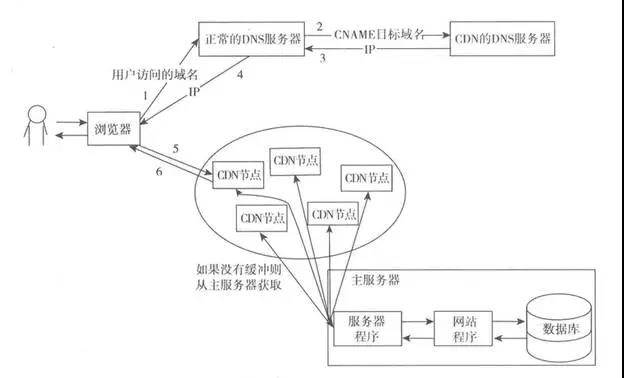 正常的DNS服务器
2
CNAME目标域名
IP
3
CDN的DNS服务器
用户访问的域名
1
4
IP
浏览器
5
6
CDN节点
CDN节点
CDN节点
CDN节点
CDN节点
如果没有缓冲则
从主服务器获取
主服务器
服务器
程序
网站
程序
数据库